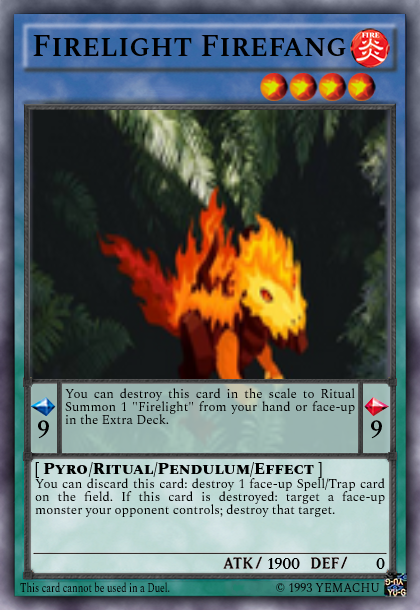 FIRELIGHT FIREFANG
FIRE
炎
You can destroy this card in the scale to Ritual
Summon 1 "Firelight" from your hand or face-up
in the Extra Deck.
9
9
[ PYRO/RITUAL/PENDULUM/EFFECT ]
You can discard this card: destroy 1 face-up Spell/Trap card
on the field. If this card is destroyed: target a face-up
monster your opponent controls; destroy that target.
ATK/ 1900 DEF/ 0
This card cannot be used in a Duel.
© 1993 YEMACHU